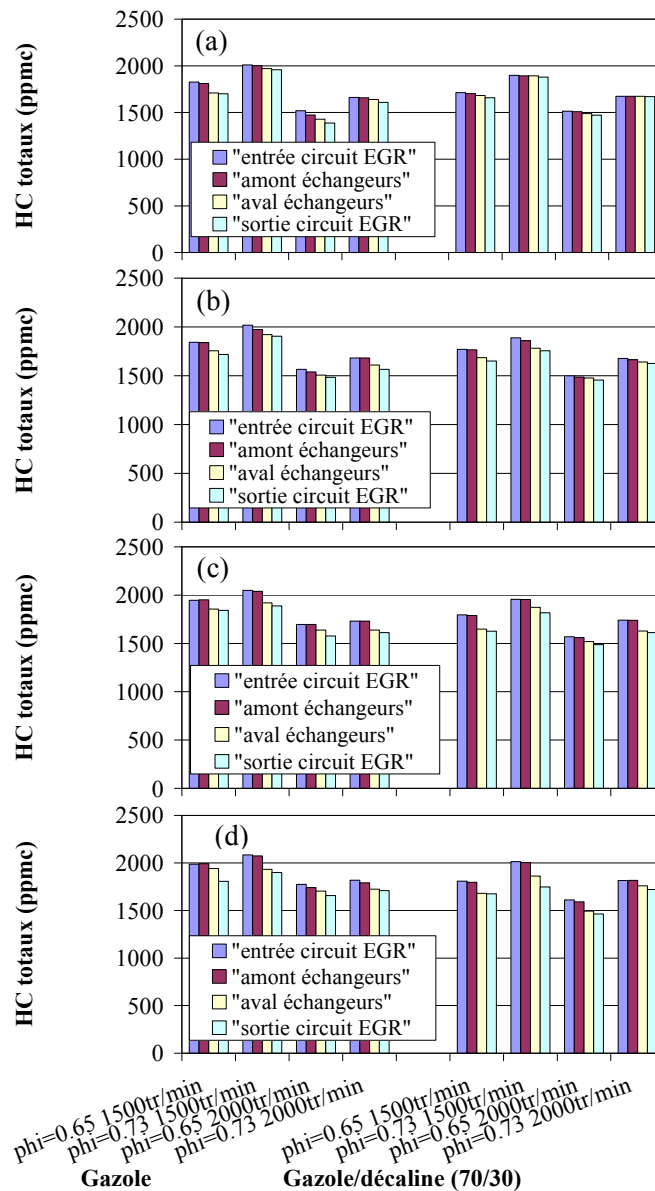 (a)
HC totaux (ppmc)
2500
2000
1500
1000
500
0
"entrée circuit EGR"
"amont échangeurs"
"aval échangeurs"
"sortie circuit EGR"
(b)
HC totaux (ppmc)
2500
2000
1500
1000
500
0
"entrée circuit EGR"
"amont échangeurs"
"aval échangeurs"
"sortie circuit EGR"
(c)
HC totaux (ppmc)
2500
2000
1500
1000
500
0
"entrée circuit EGR"
"amont échangeurs"
"aval échangeurs"
"sortie circuit EGR"
(d)
HC totaux (ppmc)
2500
2000
1500
1000
500
0
"entrée circuit EGR"
"amont échangeurs"
"aval échangeurs"
"sortie circuit EGR"
phi=0.65 1500tr/min
phi=0.73 1500tr/min
phi=0.65 2000tr/min
phi=0.73 2000tr/min
phi=0.65 1500tr/min
phi=0.73 1500tr/min
phi=0.65 2000tr/min
phi=0.73 2000tr/min
Gazole
Gazole/décaline (70/30)